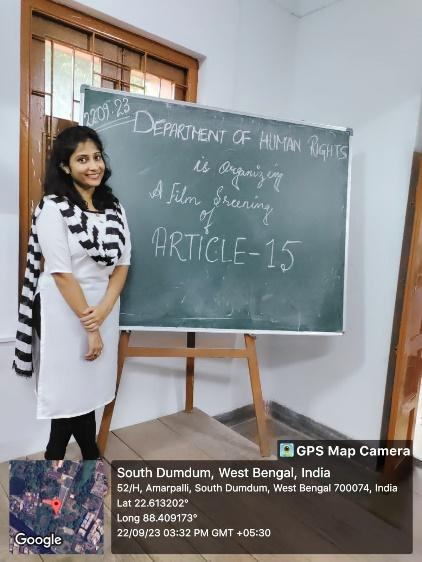 22.09.23
DEPARTMENT OF HUMAN RIGHTS
is Organizing
A Film Sreening
of
ARTICLE-15
GPS Map Camera
South Dumdum, West Bengal, India
52/H, Amarpalli, South Dumdum, West Bengal 700074, India
Lat 22.613202°
Long 88.409173°
22/09/23 03:32 PM GMT +05:30
Google